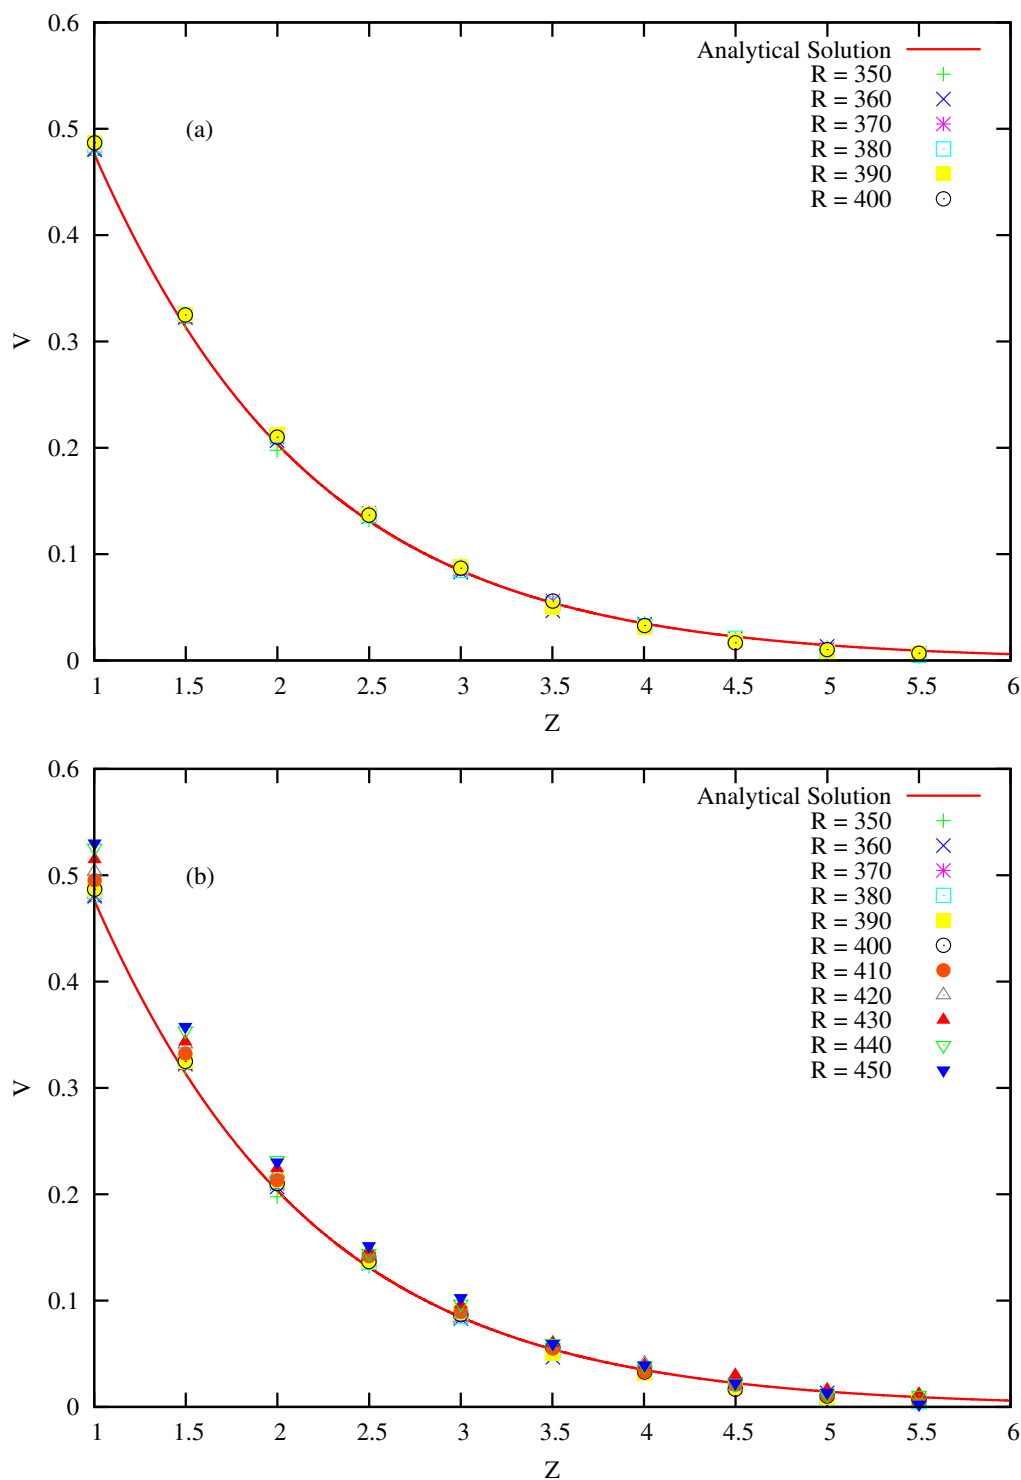 0.6
Analytical Solution
R = 350
R = 360
(a)
0.5
R = 370
R = 380
R = 390
R = 400
0.4
0.3
V
0.2
0.1
0
1 1.5 2 2.5 3 3.5 4 4.5 5 5.5 6
Z
0.6
Analytical Solution
R = 350
R = 360
R = 370
(b)
0.5
R = 380
R = 390
R = 400
R = 410
0.4
R = 420
R = 430
R = 440
R = 450
0.3
V
0.2
0.1
0
1 1.5 2 2.5 3 3.5 4 4.5 5 5.5 6
Z